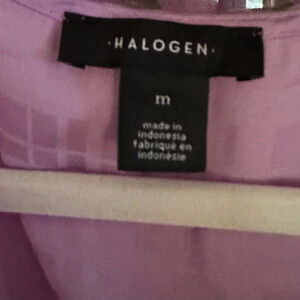 ·HALOGEN·
m
made in
indonesia
fabriqué en
indonésie